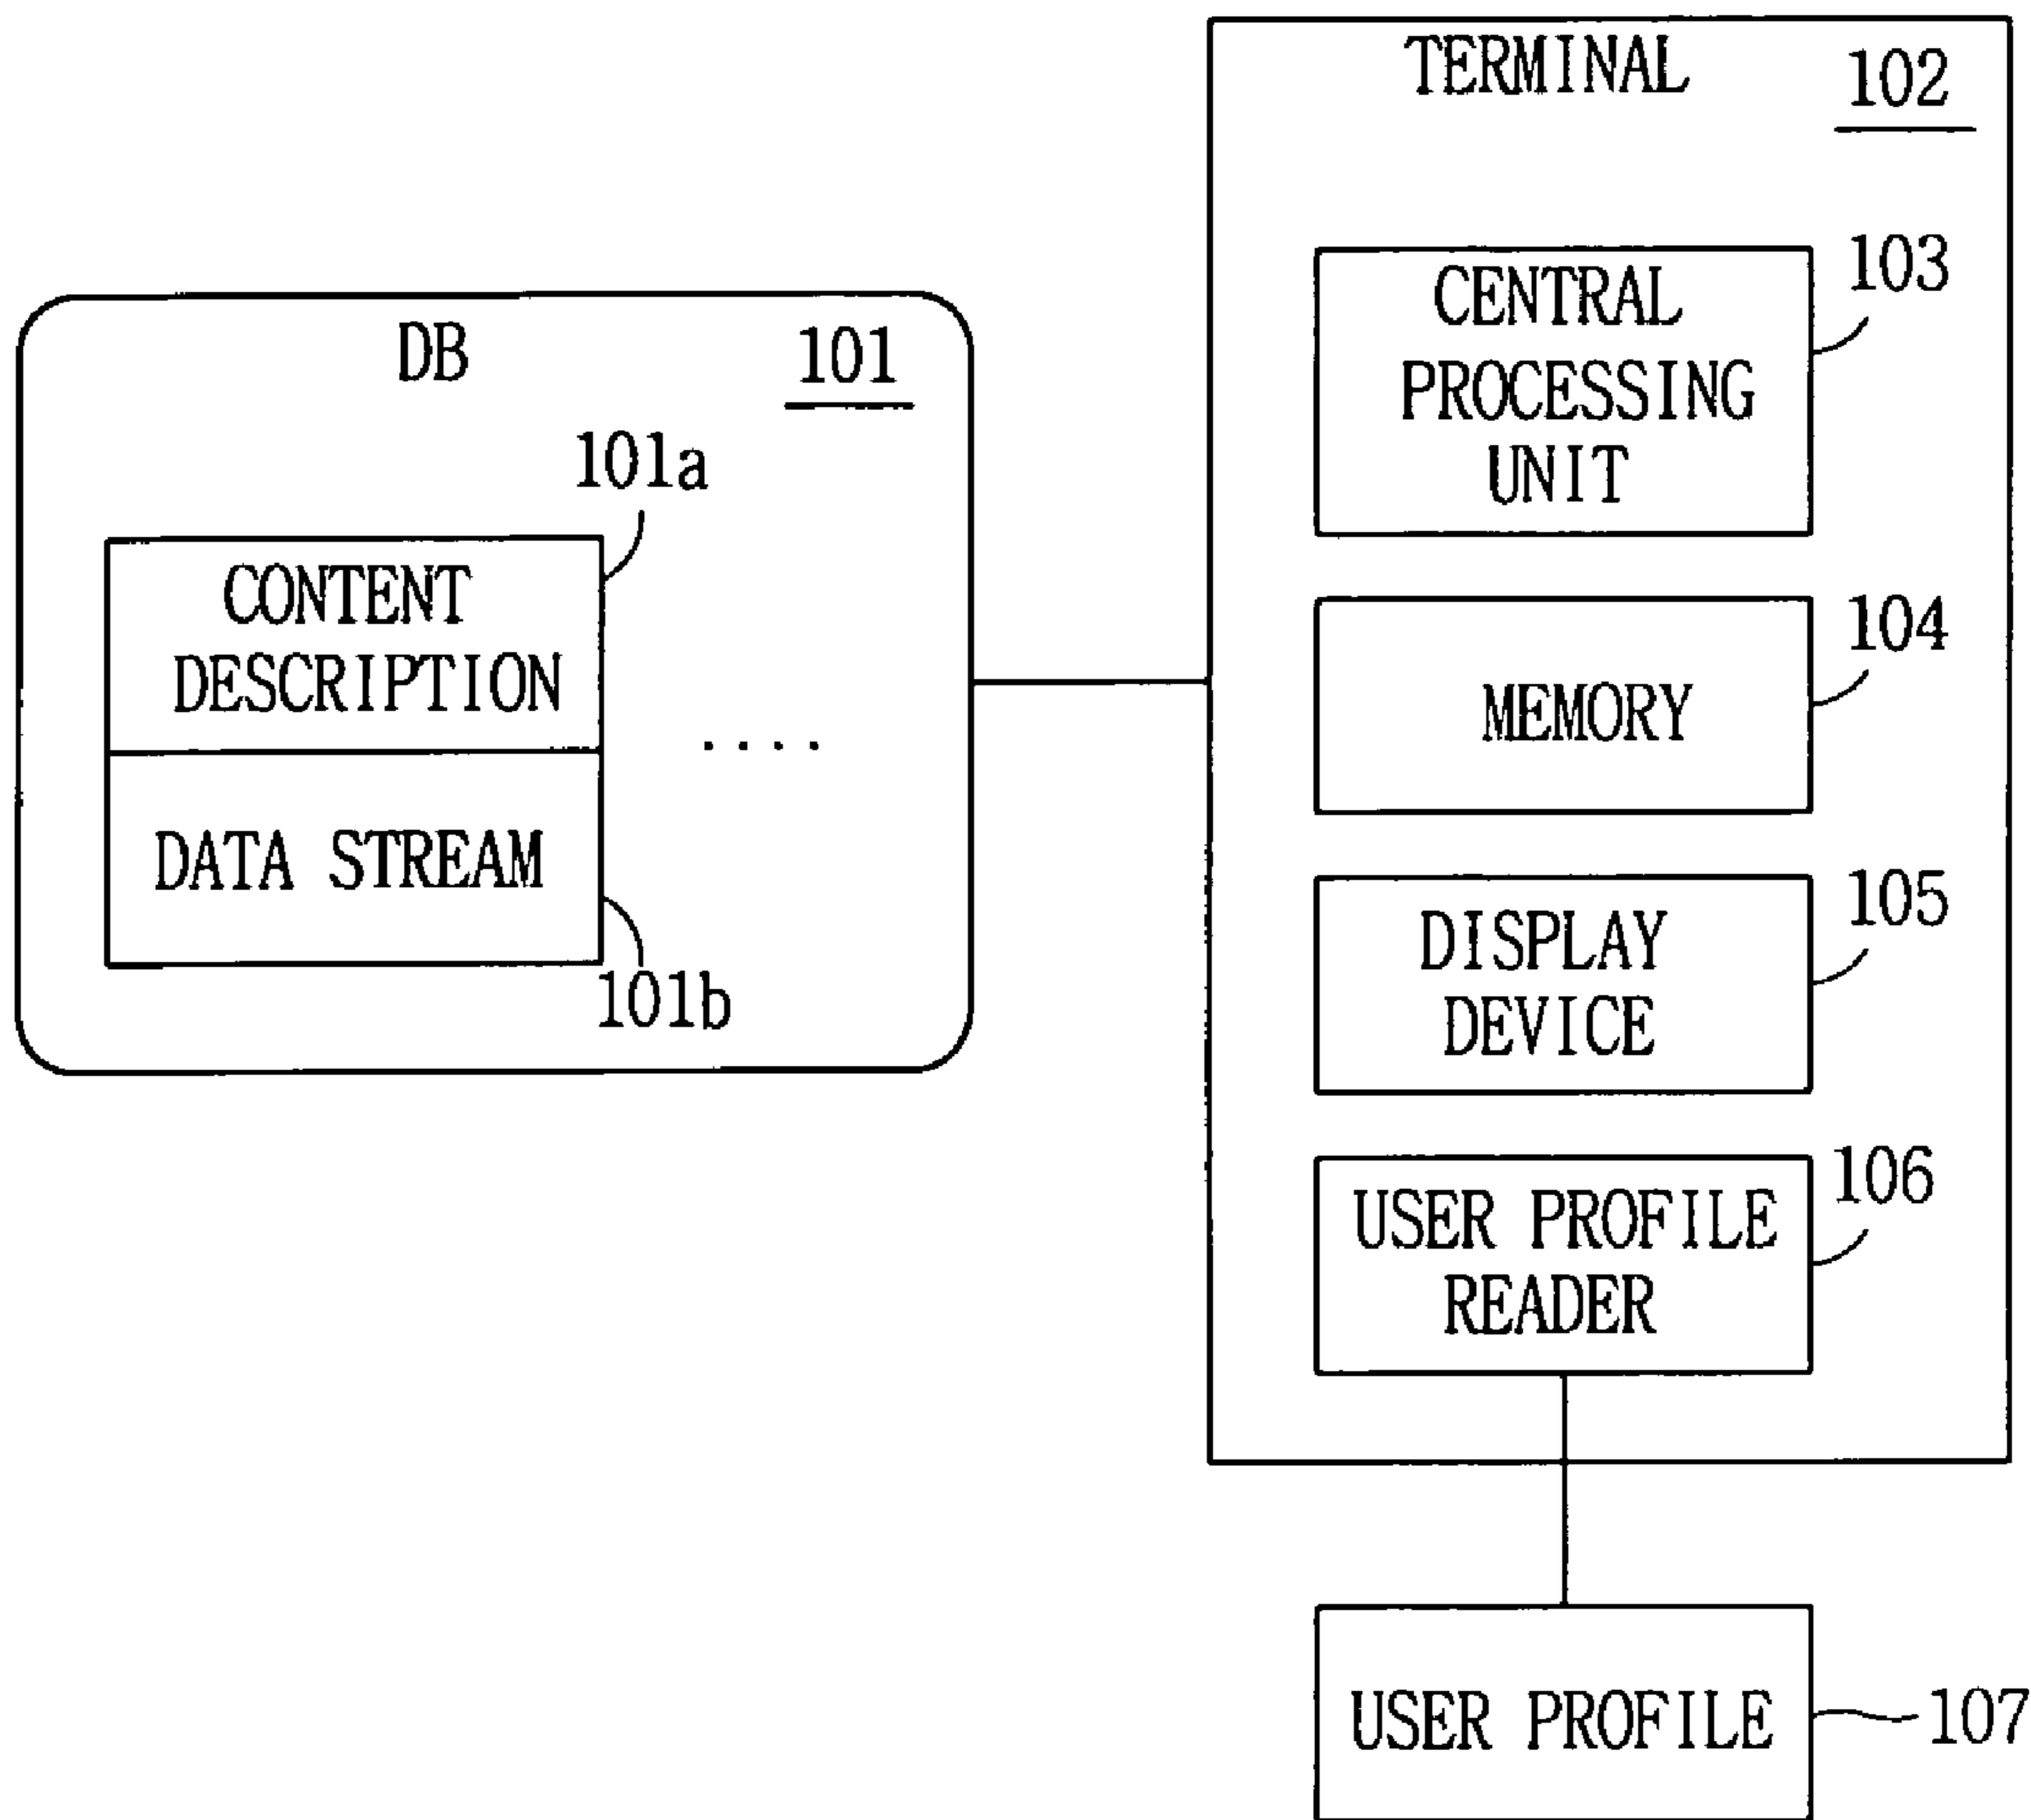 TERMINAL
102
CENTRAL
PROCESSING
UNIT
103
MEMORY
104
DISPLAY
DEVICE
105
USER PROFILE
READER
106
USER PROFILE
107
DB
101
101a
CONTENT
DESCRIPTION
....
DATA STREAM
101b